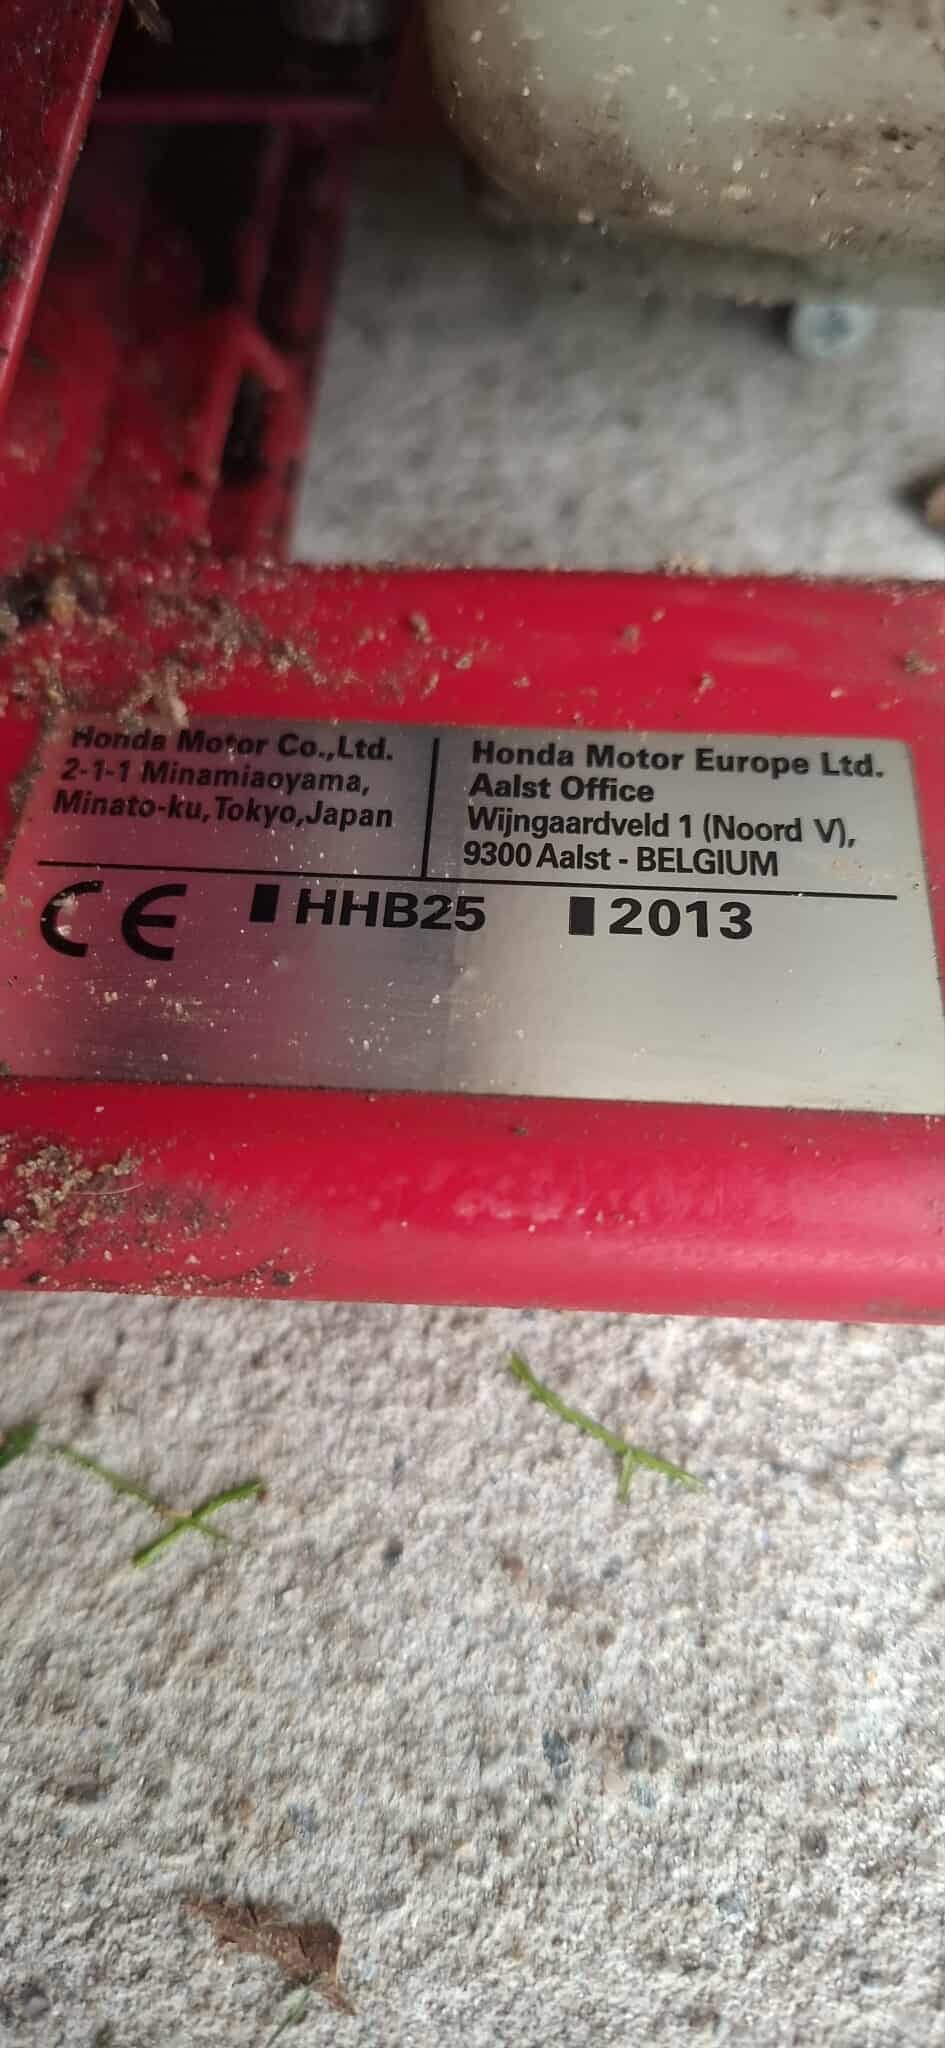 Honda Motor Co.,Ltd.
2-1-1 Minamiaoyama,
Minato-ku, Tokyo, Japan
Honda Motor Europe Ltd.
Aalst Office
Wijngaardveld 1 (Noord V),
9300 Aalst - BELGIUM
CE
HHB25
2013